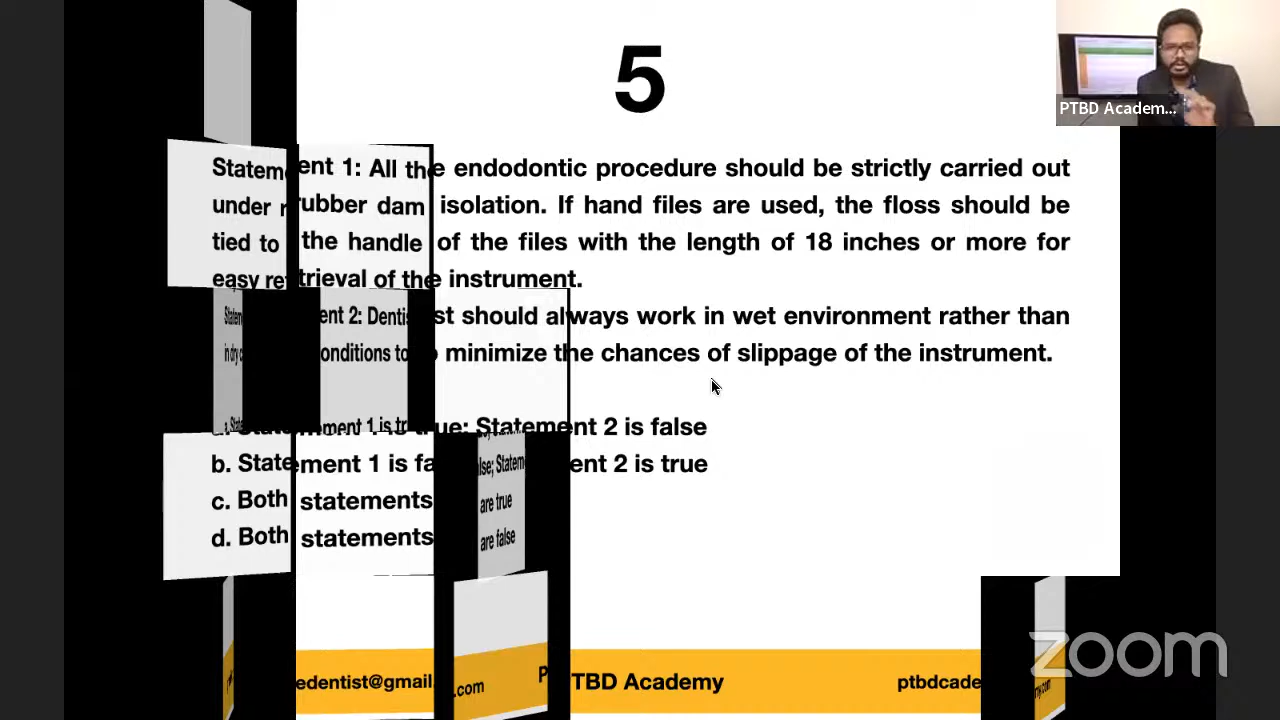 5
PTBD Academ...
Statement 1: All the endodontic procedure should be strictly carried out
under rubber dam isolation. If hand files are used, the floss should be
tied to the handle of the files with the length of 18 inches or more for
easy retrieval of the instrument.
Statement 2: Dentist should always work in wet environment rather than
in dry conditions to minimize the chances of slippage of the instrument.
a. Statement 1 is true; Statement 2 is false
b. Statement 1 is false; Statement 2 is true
c. Both statements are true
d. Both statements are false
edentist@gmail.com PTBD Academy ptbdcade
zoom